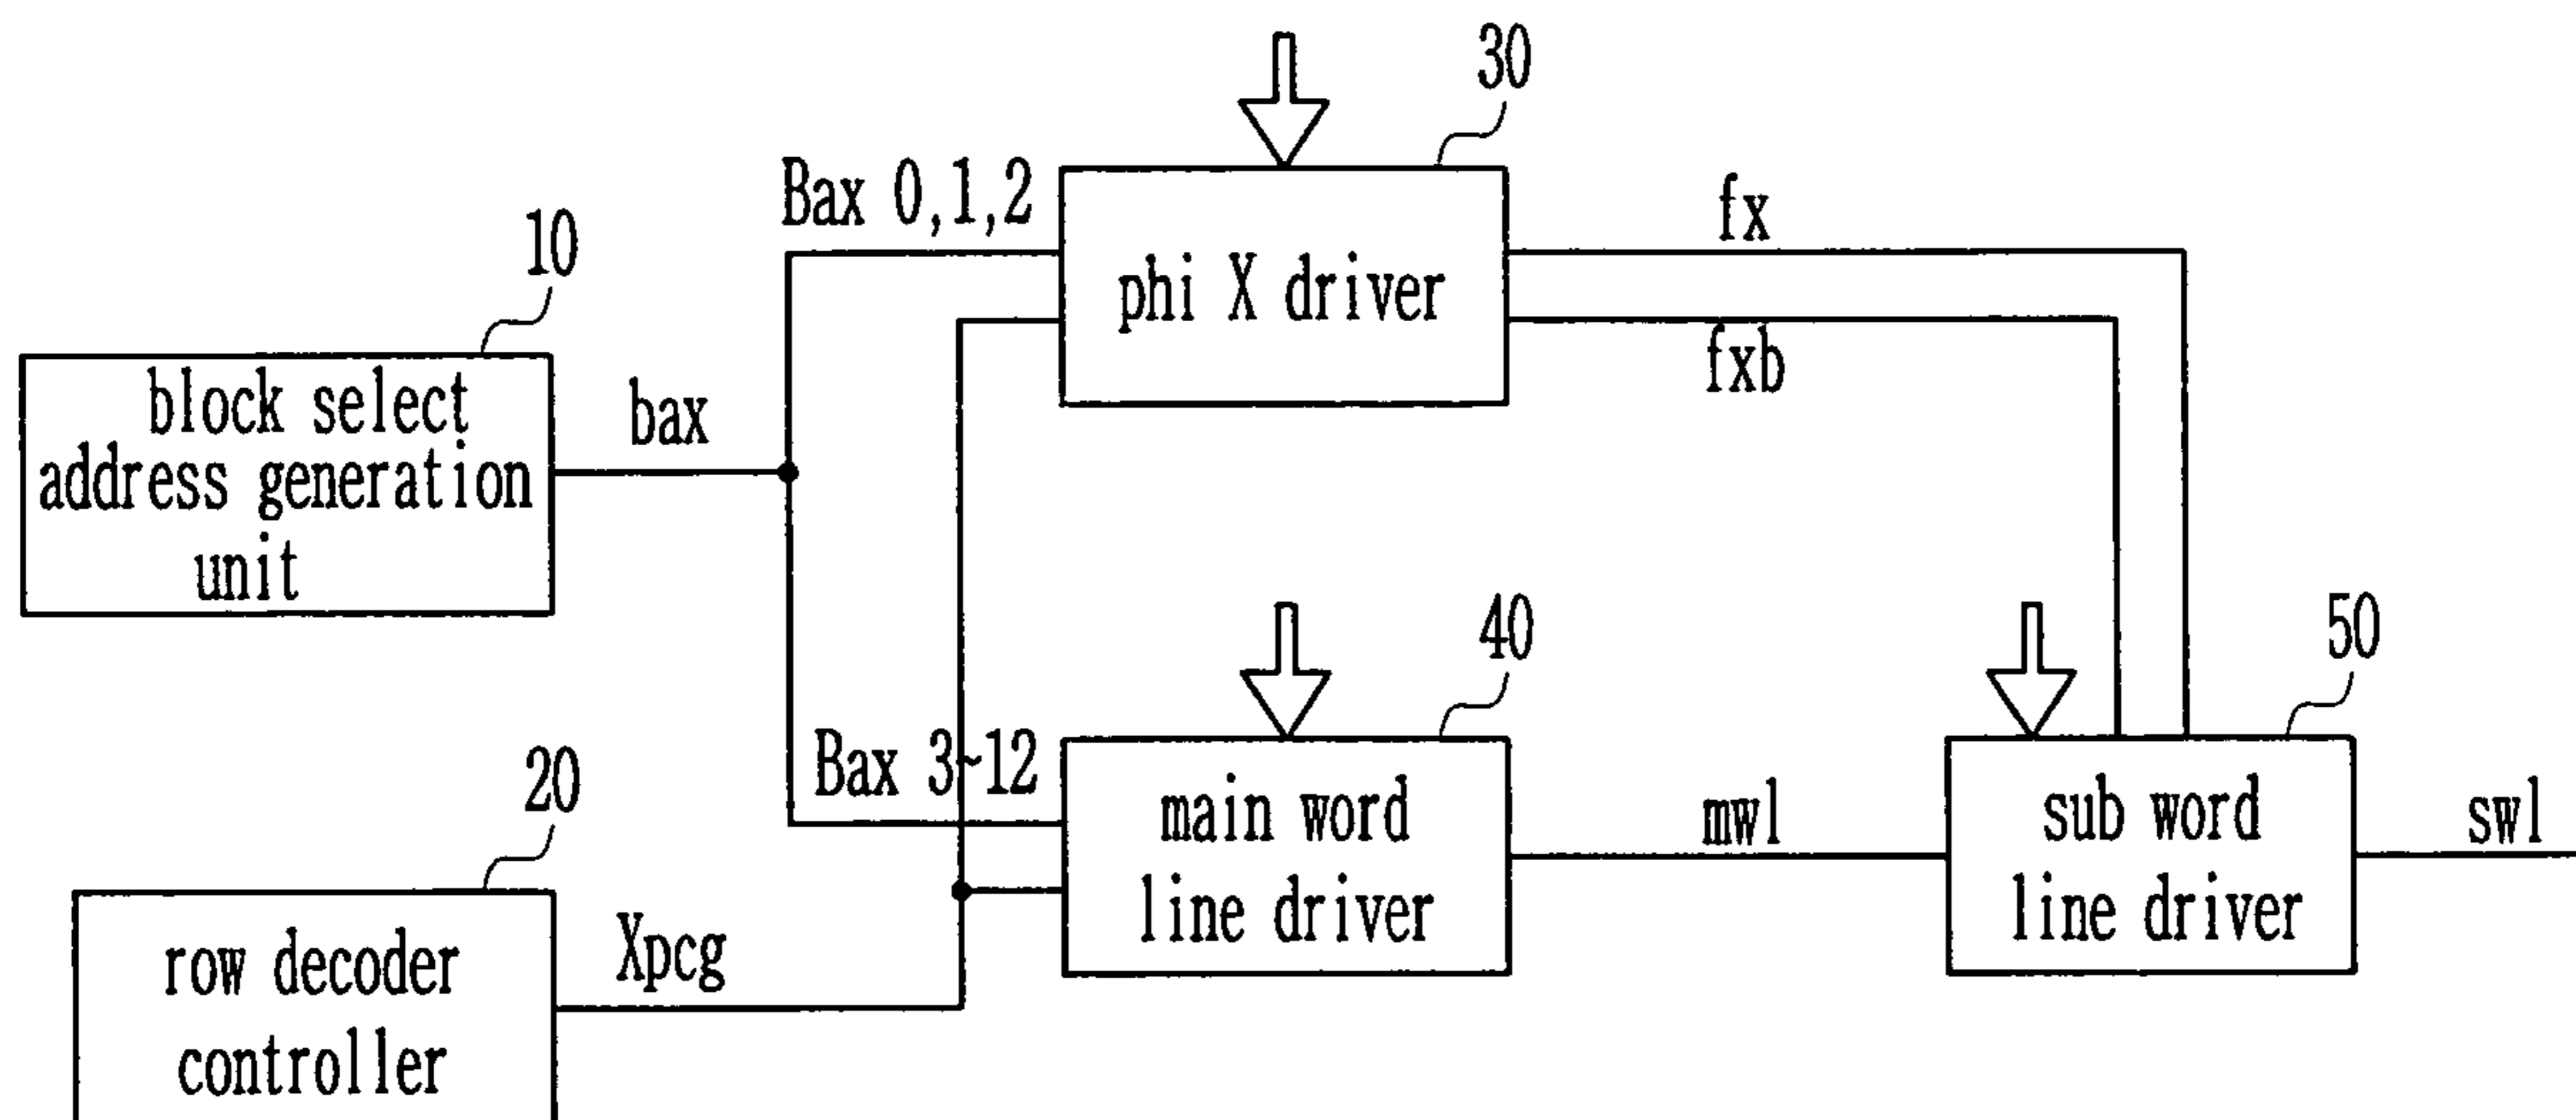 30
Bax 0,1,2
fx
10
phi X driver
fxb
block select
address generation
unit
bax
40
50
20
Bax 3~12
main word
line driver
mwl
sub word
line driver
swl
row decoder
controller
Xpcg